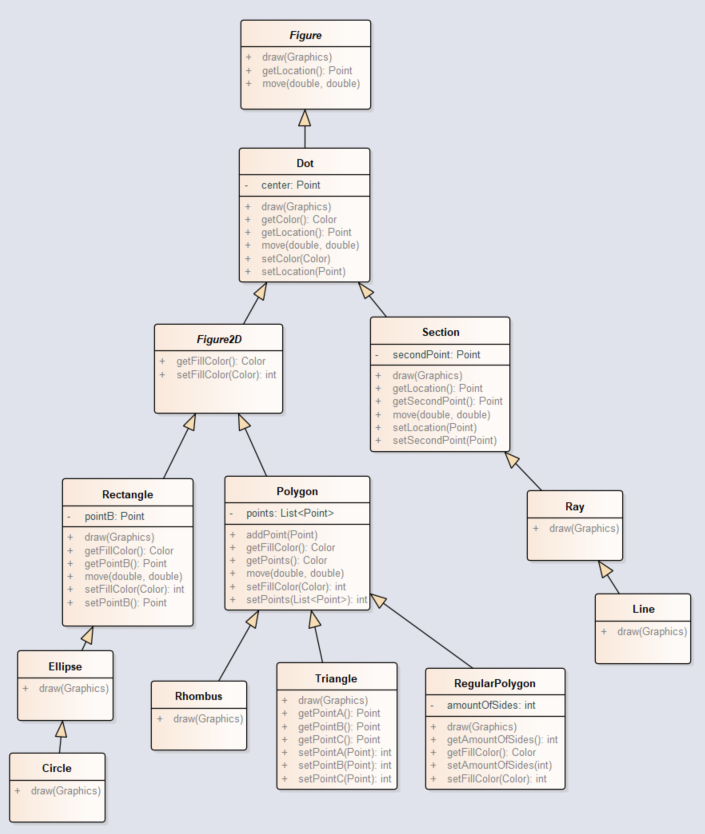 Figure
+ draw(Graphics)
+ getLocation(): Point
+ move(double, double)
Dot
- center: Point
+ draw(Graphics)
+ getColor(): Color
+ getLocation(): Point
+ move(double, double)
+ setColor(Color)
+ setLocation(Point)
Figure2D
+ getFillColor(): Color
+ setFillColor(Color): int
Section
- secondPoint: Point
+ draw(Graphics)
+ getLocation(): Point
+ getSecondPoint(): Point
+ move(double, double)
+ setLocation(Point)
+ setSecondPoint(Point)
Rectangle
- pointB: Point
+ draw(Graphics)
+ getFillColor(): Color
+ getPointB(): Point
+ move(double, double)
+ setFillColor(Color): int
+ setPointB(): Point
Polygon
- points: List<Point>
+ addPoint(Point)
+ getFillColor(): Color
+ getPoints(): Color
+ move(double, double)
+ setFillColor(Color): int
+ setPoints(List<Point>): int
Ray
+ draw(Graphics)
Line
+ draw(Graphics)
Ellipse
+ draw(Graphics)
Rhombus
+ draw(Graphics)
Triangle
+ draw(Graphics)
+ getPointA(): Point
+ getPointB(): Point
+ getPointC(): Point
+ setPointA(Point): int
+ setPointB(Point): int
+ setPointC(Point): int
RegularPolygon
- amountOfSides: int
+ draw(Graphics)
+ getAmountOfSides(): int
+ getFillColor(): Color
+ setAmountOfSides(int)
+ setFillColor(Color): int
Circle
+ draw(Graphics)